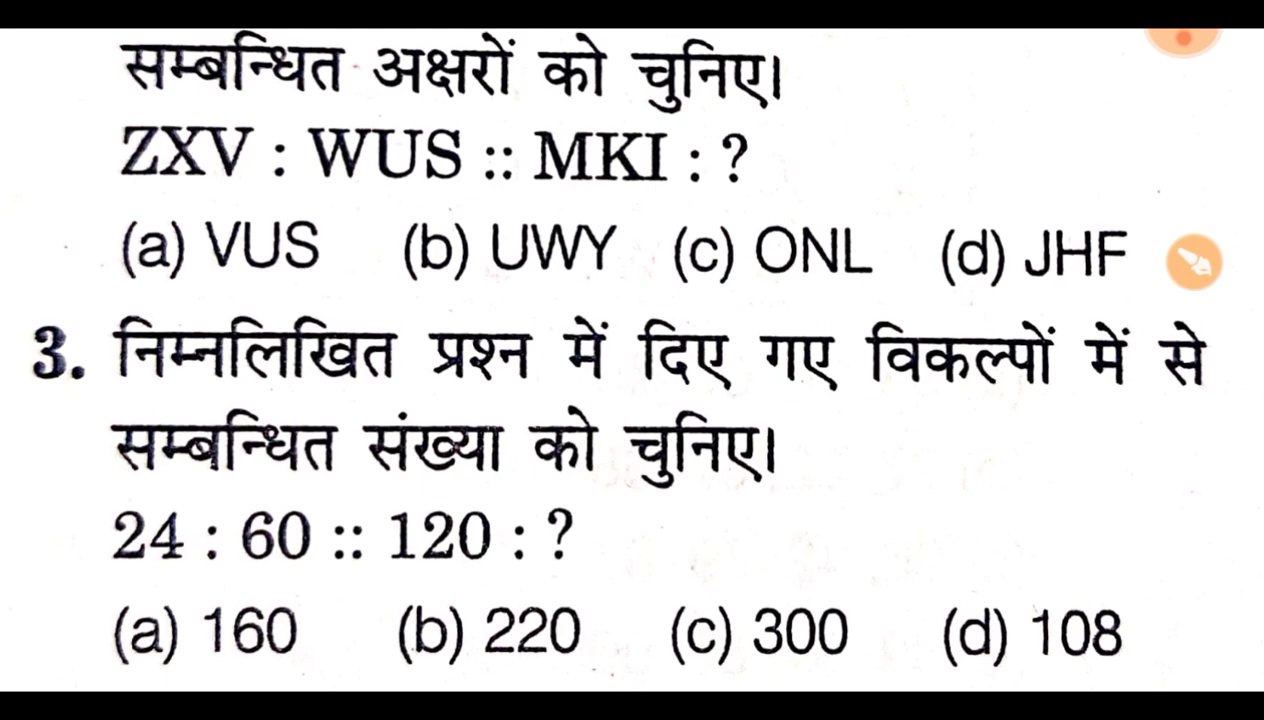 सम्बन्धित अक्षरों को चुनिए।
ZXV : WUS :: MKI : ?
(a) VUS (b) UWY (c) ONL (d) JHF
3. निम्नलिखित प्रश्न में दिए गए विकल्पों में से
सम्बन्धित संख्या को चुनिए।
24 : 60 :: 120 : ?
(a) 160 (b) 220 (c) 300 (d) 108